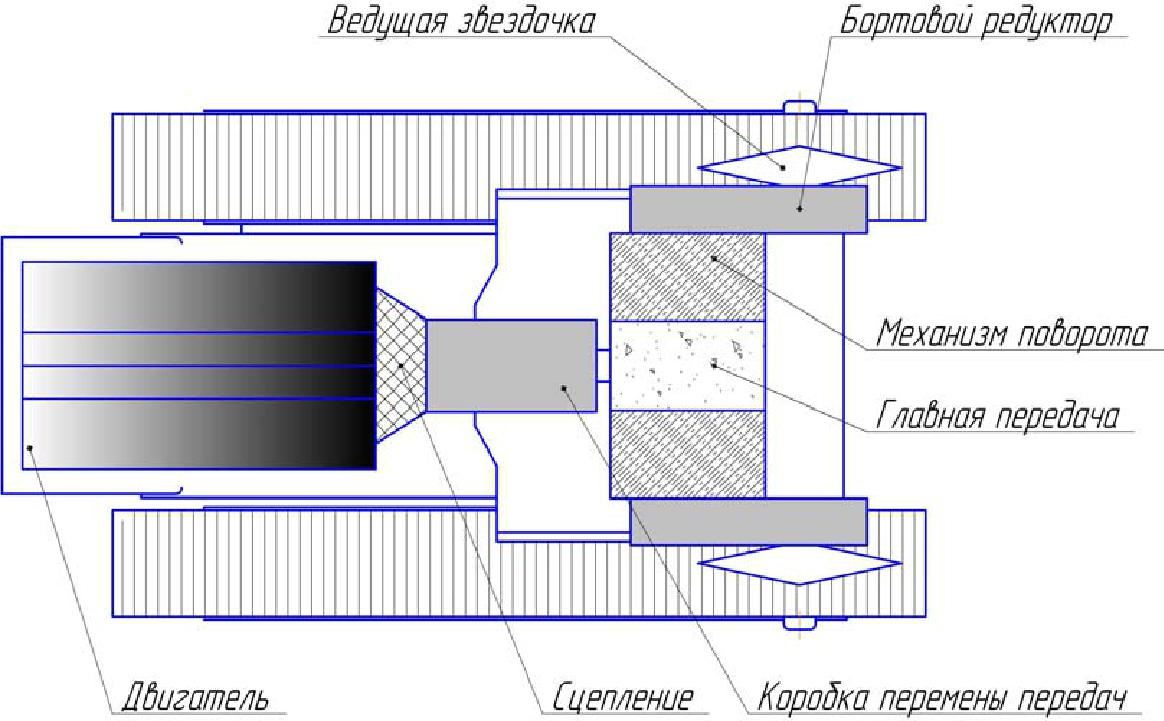 Ведущая звездочка
Бортовой редуктор
Механизм поворота
Главная передача
Двигатель
Сцепление
Коробка перемены передач